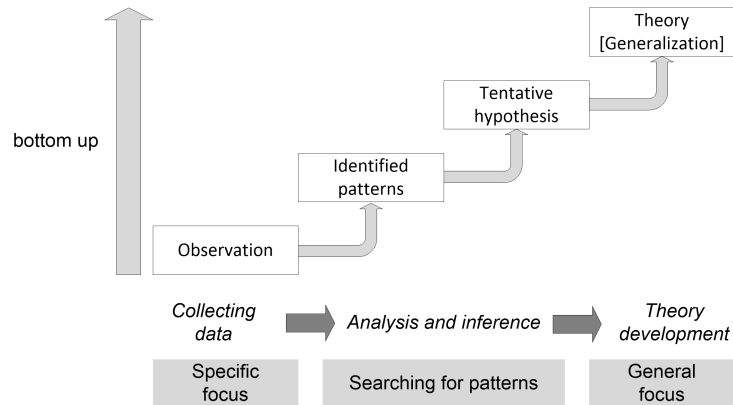 Theory
[Generalization]
Tentative
hypothesis
bottom up
Identified
patterns
Observation
Collecting
data
Analysis and inference
Theory
development
Specific
focus
Searching for patterns
General
focus